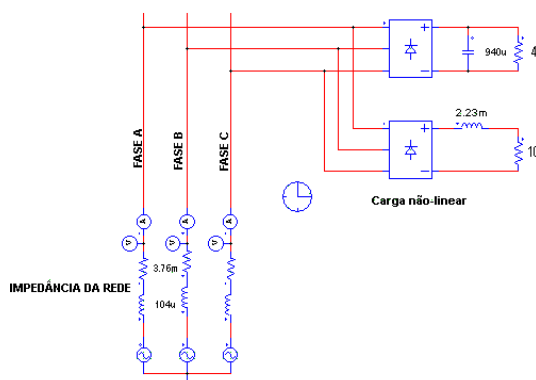 940u
4
2.23m
10
Carga não-linear
FASE A
FASE B
FASE C
A
A
A
V
V
V
3.76m
IMPEDÂNCIA DA REDE
104u